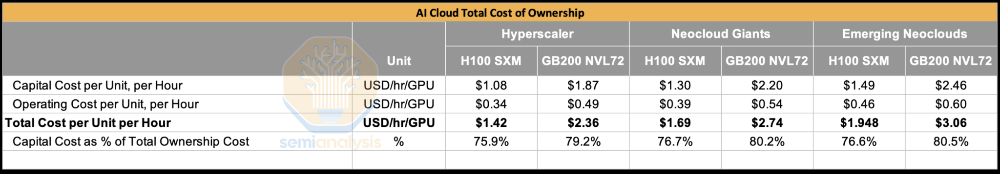 AI Cloud Total Cost of Ownership
Hyperscaler Neocloud Giants Emerging Neoclouds
Unit H100 SXM GB200 NVL72 H100 SXM GB200 NVL72 H100 SXM GB200 NVL72
Capital Cost per Unit, per Hour USD/hr/GPU $1.08 $1.87 $1.30 $2.20 $1.49 $2.46
Operating Cost per Unit, per Hour USD/hr/GPU $0.34 $0.49 $0.39 $0.54 $0.46 $0.60
Total Cost per Unit per Hour USD/hr/GPU $1.42 $2.36 $1.69 $2.74 $1.948 $3.06
Capital Cost as % of Total Ownership Cost % 75.9% 79.2% 76.7% 80.2% 76.6% 80.5%
semianalysis